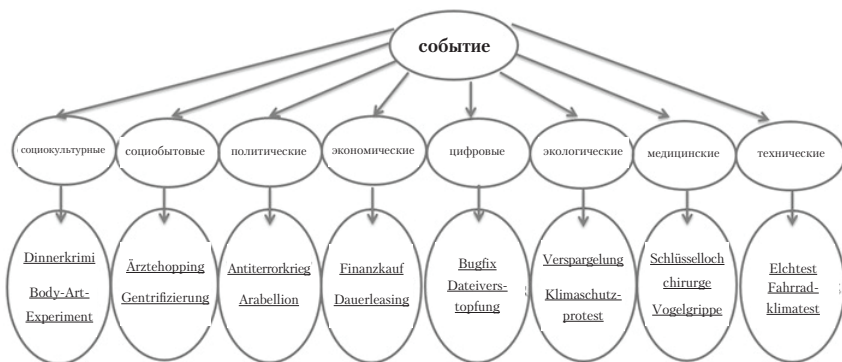 событие
социокультурные
социобытовые
политические
экономические
цифровые
экологические
медицинские
технические
Dinnerkrimi
Body-Art-
Experiment
Ärztehopping
Gentrifizierung
Antiterrorkrieg
Arabellion
Finanzkauf
Dauerleasing
Bugfix
Dateivers-
topfung
Verspargelung
Klimaschutz-
protest
Schlüsselloch
chirurge
Vogelgrippe
Elchtest
Fahrrad-
klimatest